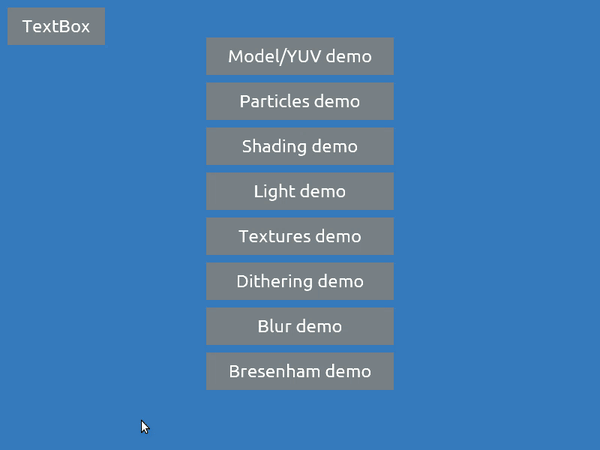 TextBox
Model/YUV demo
Particles demo
Shading demo
Light demo
Textures demo
Dithering demo
Blur demo
Bresenham demo